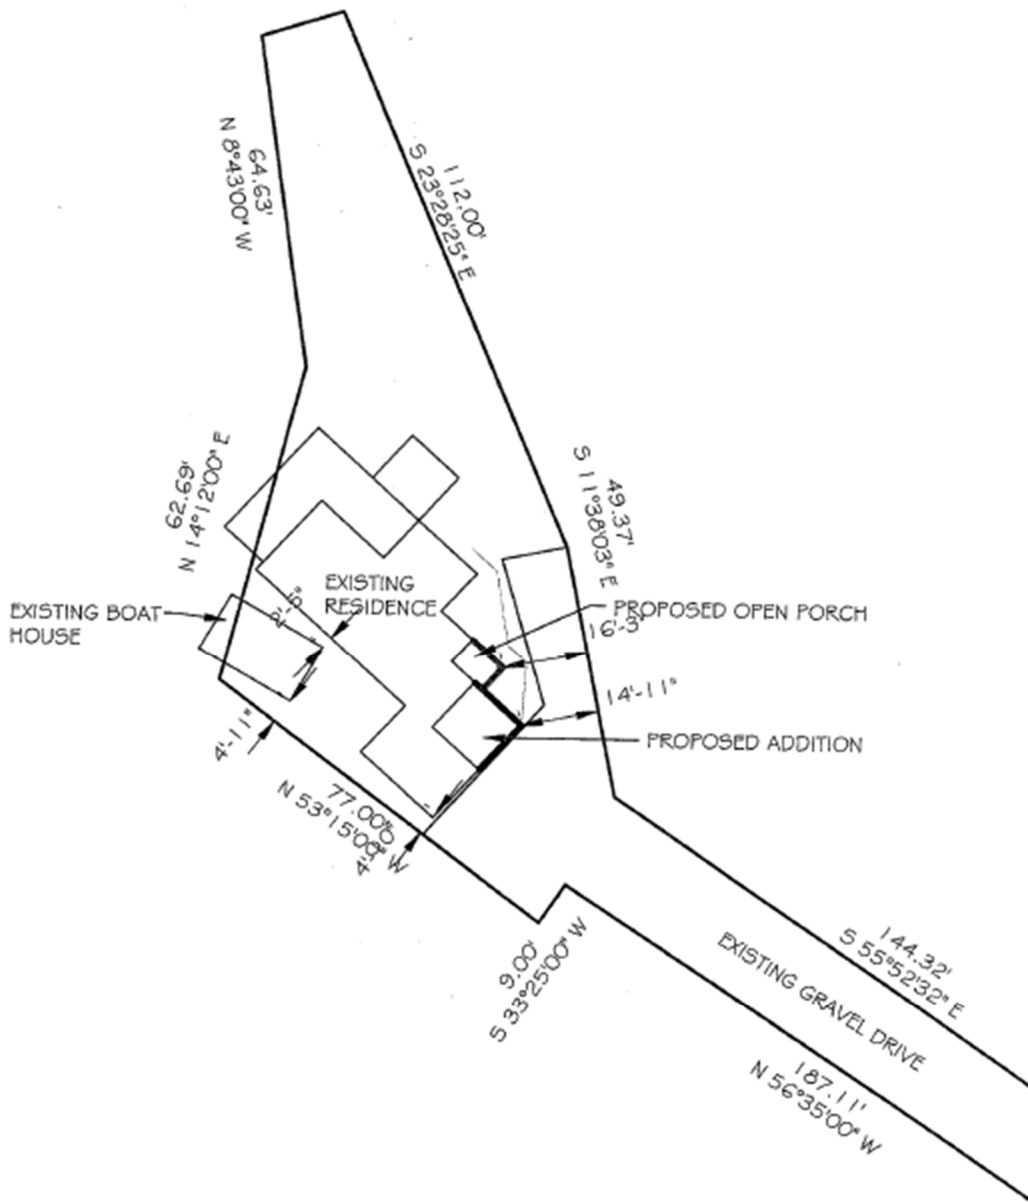 64.63'
N 8°43'00" W
112.00'
S 23°28'25" E
62.69'
N 14°12'00" E
49.37'
S 11°38'03" E
EXISTING BOAT
HOUSE
EXISTING
RESIDENCE
PROPOSED OPEN PORCH
16'-3"
14'-11"
PROPOSED ADDITION
4'-11"
77.00'
N 53°15'00" W
9.00'
S 33°25'00" W
144.32'
S 55°52'32" E
EXISTING GRAVEL DRIVE
187.11'
N 56°35'00" W